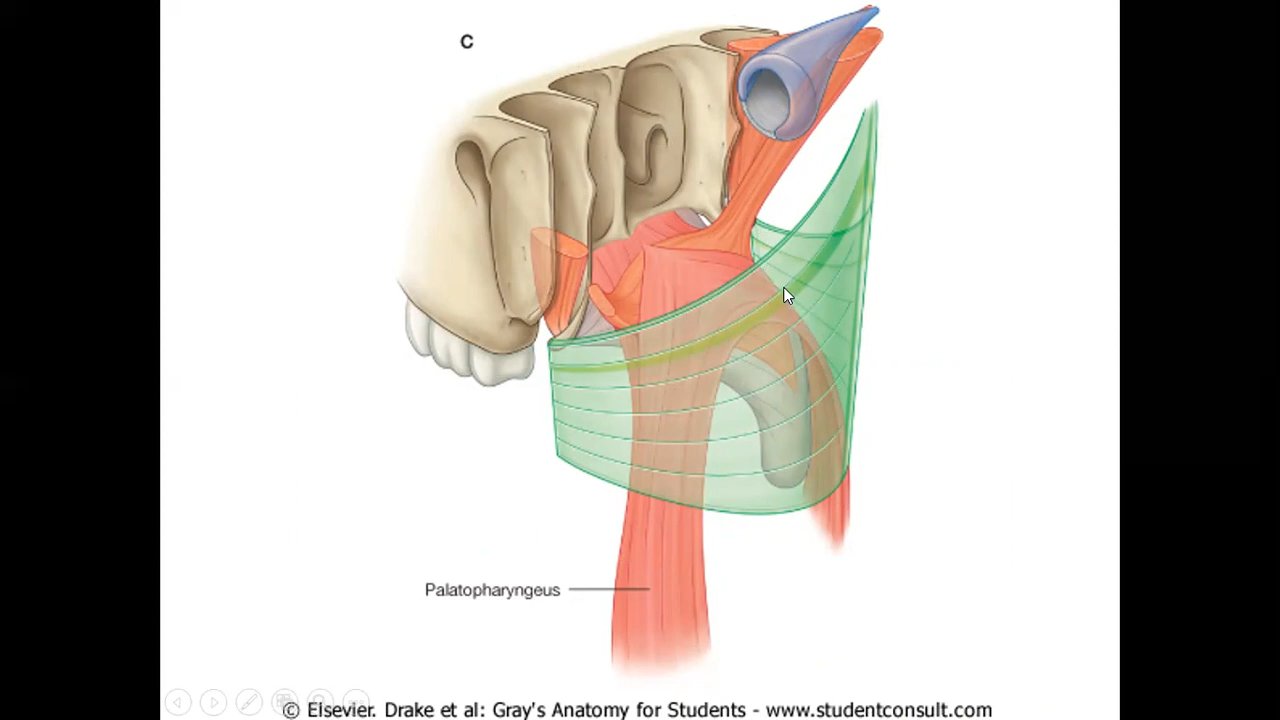 C
Palatopharyngeus
© Elsevier. Drake et al: Gray's Anatomy for Students - www.studentconsult.com